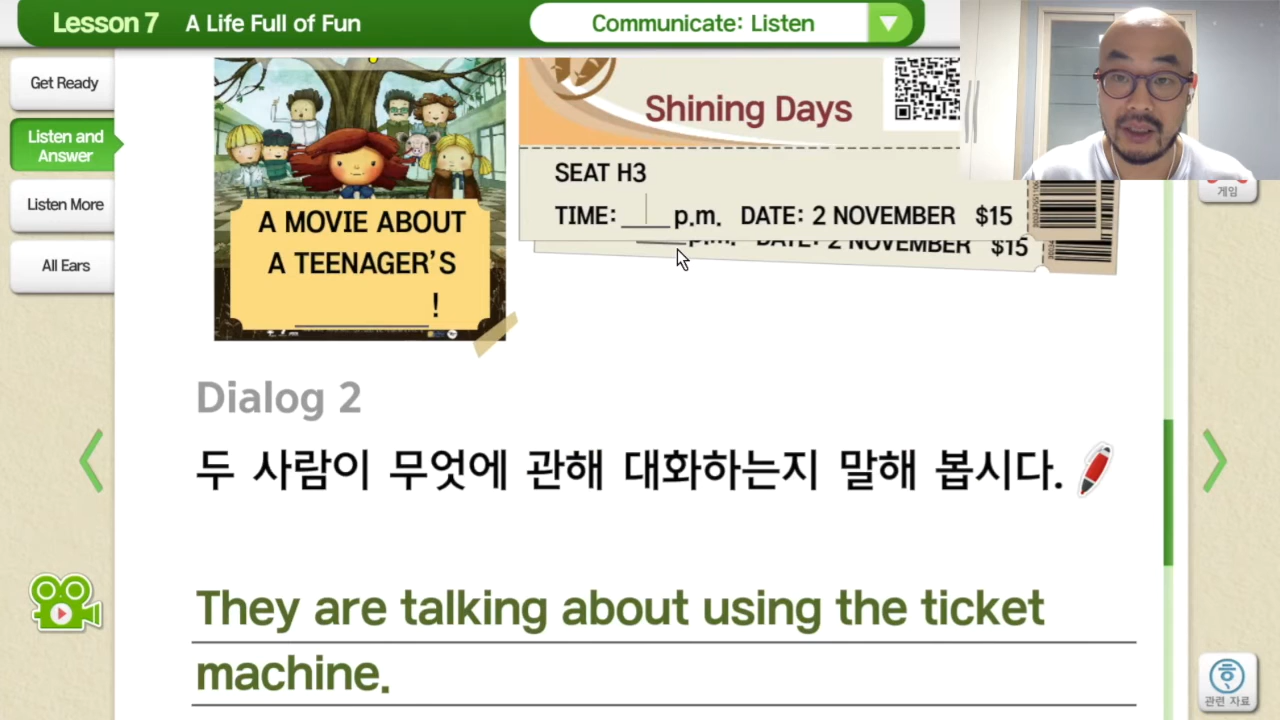 Lesson 7 A Life Full of Fun
Communicate: Listen
Get Ready
Listen and
Answer
Listen More
All Ears
A MOVIE ABOUT
A TEENAGER'S
______!
Shining Days
SEAT H3
TIME: ___ p.m. DATE: 2 NOVEMBER $15
___ p.m. DATE: 2 NOVEMBER $15
게임
Dialog 2
두 사람이 무엇에 관해 대화하는지 말해 봅시다.
They are talking about using the ticket
machine.
관련 자료